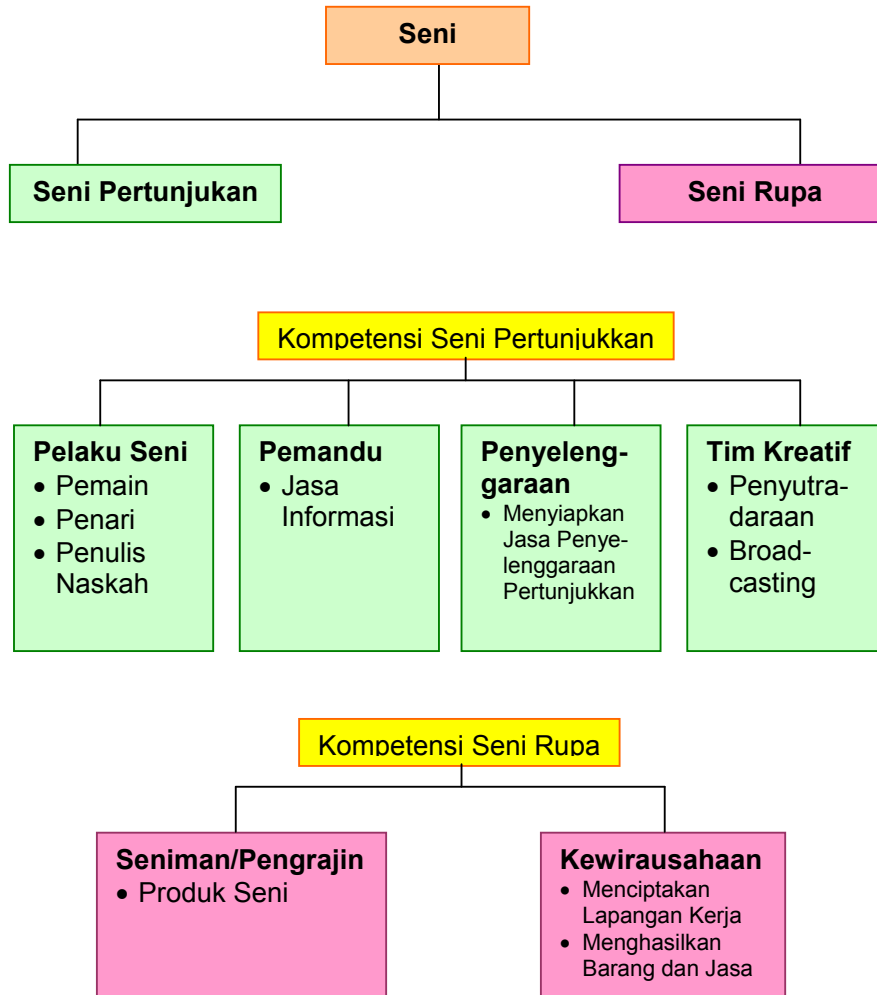 Seni
Seni Pertunjukan
Seni Rupa
Kompetensi Seni Pertunjukkan
Pelaku Seni
• Pemain
• Penari
• Penulis
Naskah
Pemandu
• Jasa
Informasi
Penyeleng-
garaan
• Menyiapkan
Jasa Penye-
lenggaraan
Pertunjukkan
Tim Kreatif
• Penyutra-
daraan
• Broad-
casting
Kompetensi Seni Rupa
Seniman/Pengrajin
• Produk Seni
Kewirausahaan
• Menciptakan
Lapangan Kerja
• Menghasilkan
Barang dan Jasa